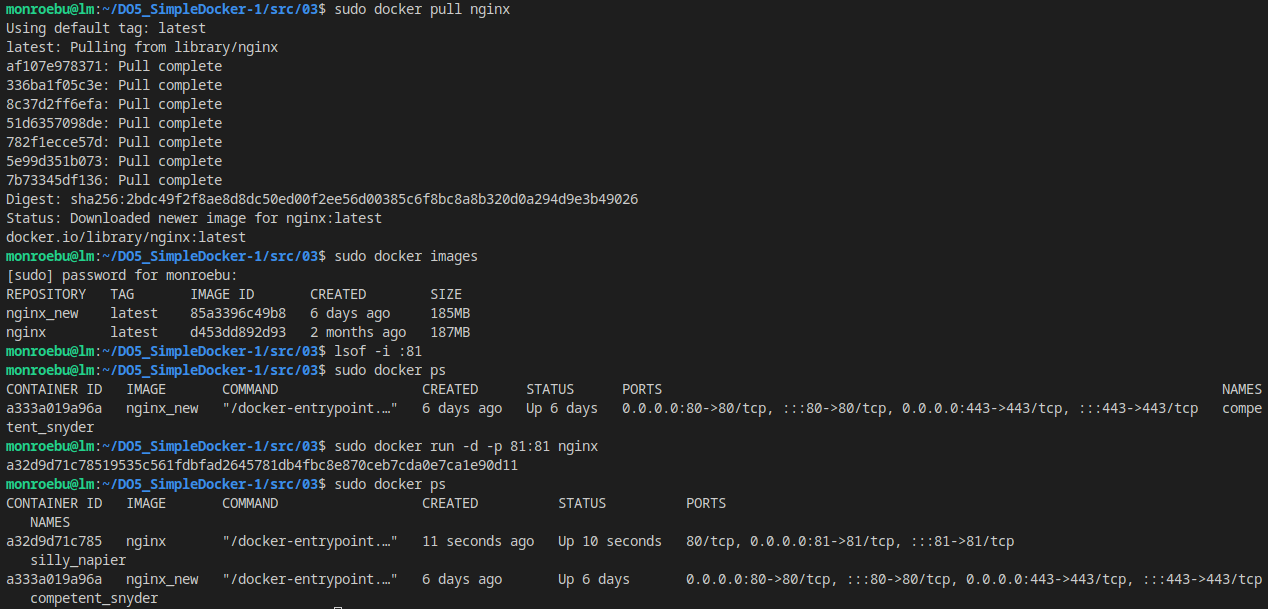 monroebu@lm:~/DO5_SimpleDocker-1/src/03$ sudo docker pull nginx
Using default tag: latest
latest: Pulling from library/nginx
af107e978371: Pull complete
336ba1f05c3e: Pull complete
8c37d2ff6efa: Pull complete
51d6357098de: Pull complete
782f1ecce57d: Pull complete
5e99d351b073: Pull complete
7b73345df136: Pull complete
Digest: sha256:2bdc49f2f8ae8d8dc50ed00f2ee56d00385c6f8bc8a8b320d0a294d9e3b49026
Status: Downloaded newer image for nginx:latest
docker.io/library/nginx:latest
monroebu@lm:~/DO5_SimpleDocker-1/src/03$ sudo docker images
[sudo] password for monroebu:
REPOSITORY   TAG       IMAGE ID       CREATED        SIZE
nginx_new    latest    85a3396c49b8   6 days ago     185MB
nginx        latest    d453dd892d93   2 months ago   187MB
monroebu@lm:~/DO5_SimpleDocker-1/src/03$ lsof -i :81
monroebu@lm:~/DO5_SimpleDocker-1/src/03$ sudo docker ps
CONTAINER ID   IMAGE       COMMAND                  CREATED      STATUS      PORTS                                                                      NAMES
a333a019a96a   nginx_new   "/docker-entrypoint.…"   6 days ago   Up 6 days   0.0.0.0:80->80/tcp, :::80->80/tcp, 0.0.0.0:443->443/tcp, :::443->443/tcp   compe
tent_snyder
monroebu@lm:~/DO5_SimpleDocker-1/src/03$ sudo docker run -d -p 81:81 nginx
a32d9d71c78519535c561fdbfad2645781db4fbc8e870ceb7cda0e7ca1e90d11
monroebu@lm:~/DO5_SimpleDocker-1/src/03$ sudo docker ps
CONTAINER ID   IMAGE       COMMAND                  CREATED          STATUS          PORTS
   NAMES
a32d9d71c785   nginx       "/docker-entrypoint.…"   11 seconds ago   Up 10 seconds   80/tcp, 0.0.0.0:81->81/tcp, :::81->81/tcp
   silly_napier
a333a019a96a   nginx_new   "/docker-entrypoint.…"   6 days ago       Up 6 days       0.0.0.0:80->80/tcp, :::80->80/tcp, 0.0.0.0:443->443/tcp, :::443->443/tcp
   competent_snyder